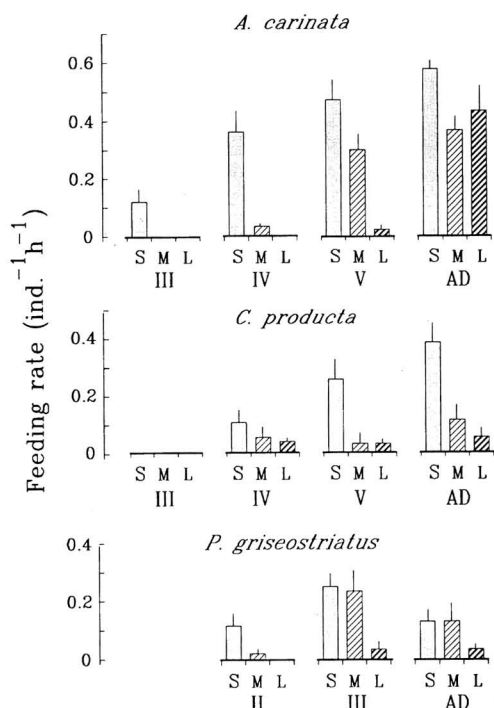 A. carinata
0.6
0.4
0.2
0
S M L S M L S M L S M L
III IV V AD
C. producta
0.4
0.2
0
S M L S M L S M L S M L
III IV V AD
P. griseostriatus
0.4
0.2
0
S M L S M L S M L
II III AD
Feeding rate (ind.⁻¹h⁻¹)